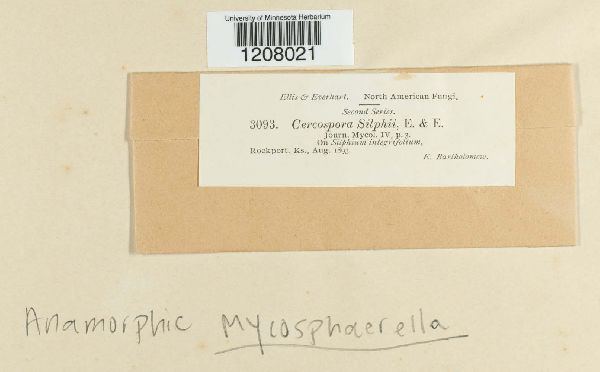 University of Minnesota Herbarium
1208021
Ellis & Everhart. North American Fungi.
Second Series.
3093. Cercospora Silphii, E. & E.
Journ. Mycol. IV, p. 3.
On Silphium integrifolium,
Rockport, Ks., Aug.
E. Bartholomew.
Anamorphic Mycosphaerella